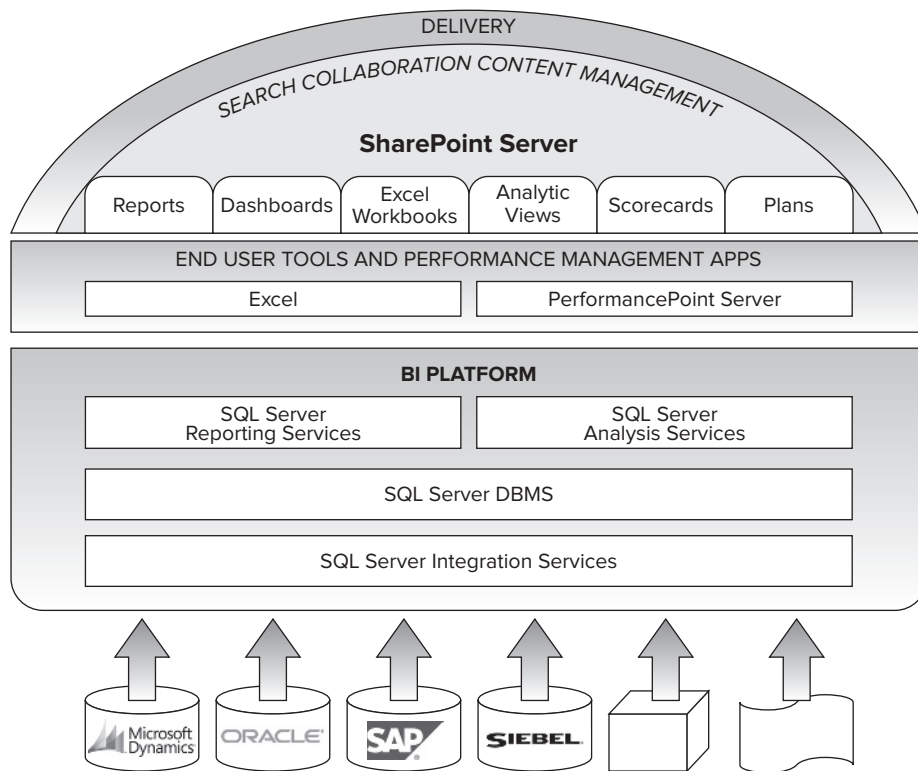 DELIVERY
SEARCH COLLABORATION CONTENT MANAGEMENT
SharePoint Server
Reports
Dashboards
Excel
Workbooks
Analytic
Views
Scorecards
Plans
END USER TOOLS AND PERFORMANCE MANAGEMENT APPS
Excel
PerformancePoint Server
BI PLATFORM
SQL Server
Reporting Services
SQL Server
Analysis Services
SQL Server DBMS
SQL Server Integration Services
Microsoft
Dynamics
ORACLE
SAP
SIEBEL